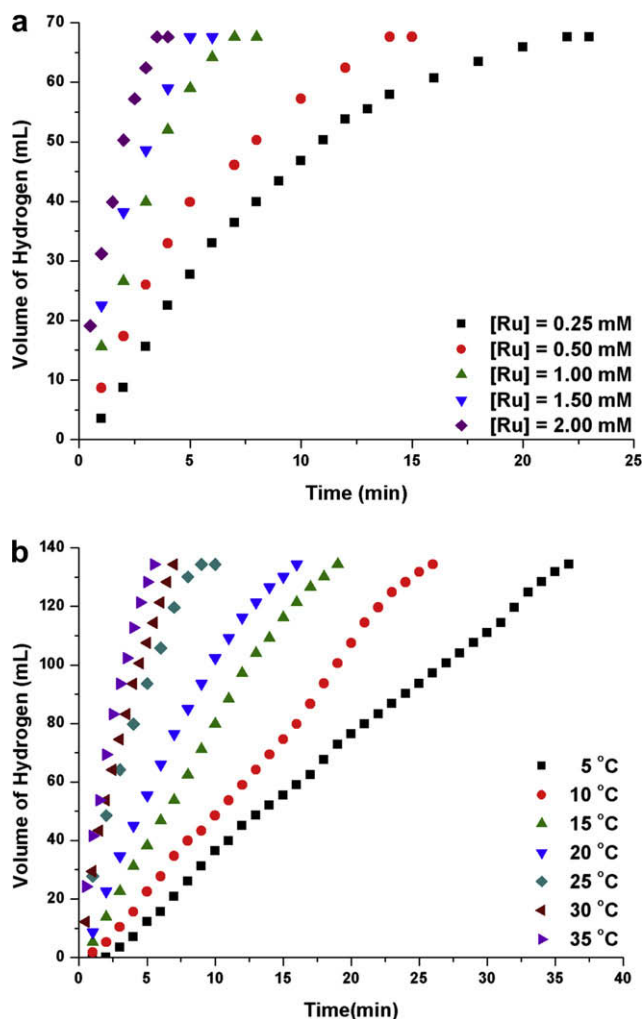 a
70
60
50
40
30
20
10
0
Volume of Hydrogen (mL)
[Ru] = 0.25 mM
[Ru] = 0.50 mM
[Ru] = 1.00 mM
[Ru] = 1.50 mM
[Ru] = 2.00 mM
0 5 10 15 20 25
Time (min)
b
140
120
100
80
60
40
20
0
Volume of Hydrogen (mL)
5 °C
10 °C
15 °C
20 °C
25 °C
30 °C
35 °C
0 5 10 15 20 25 30 35 40
Time(min)